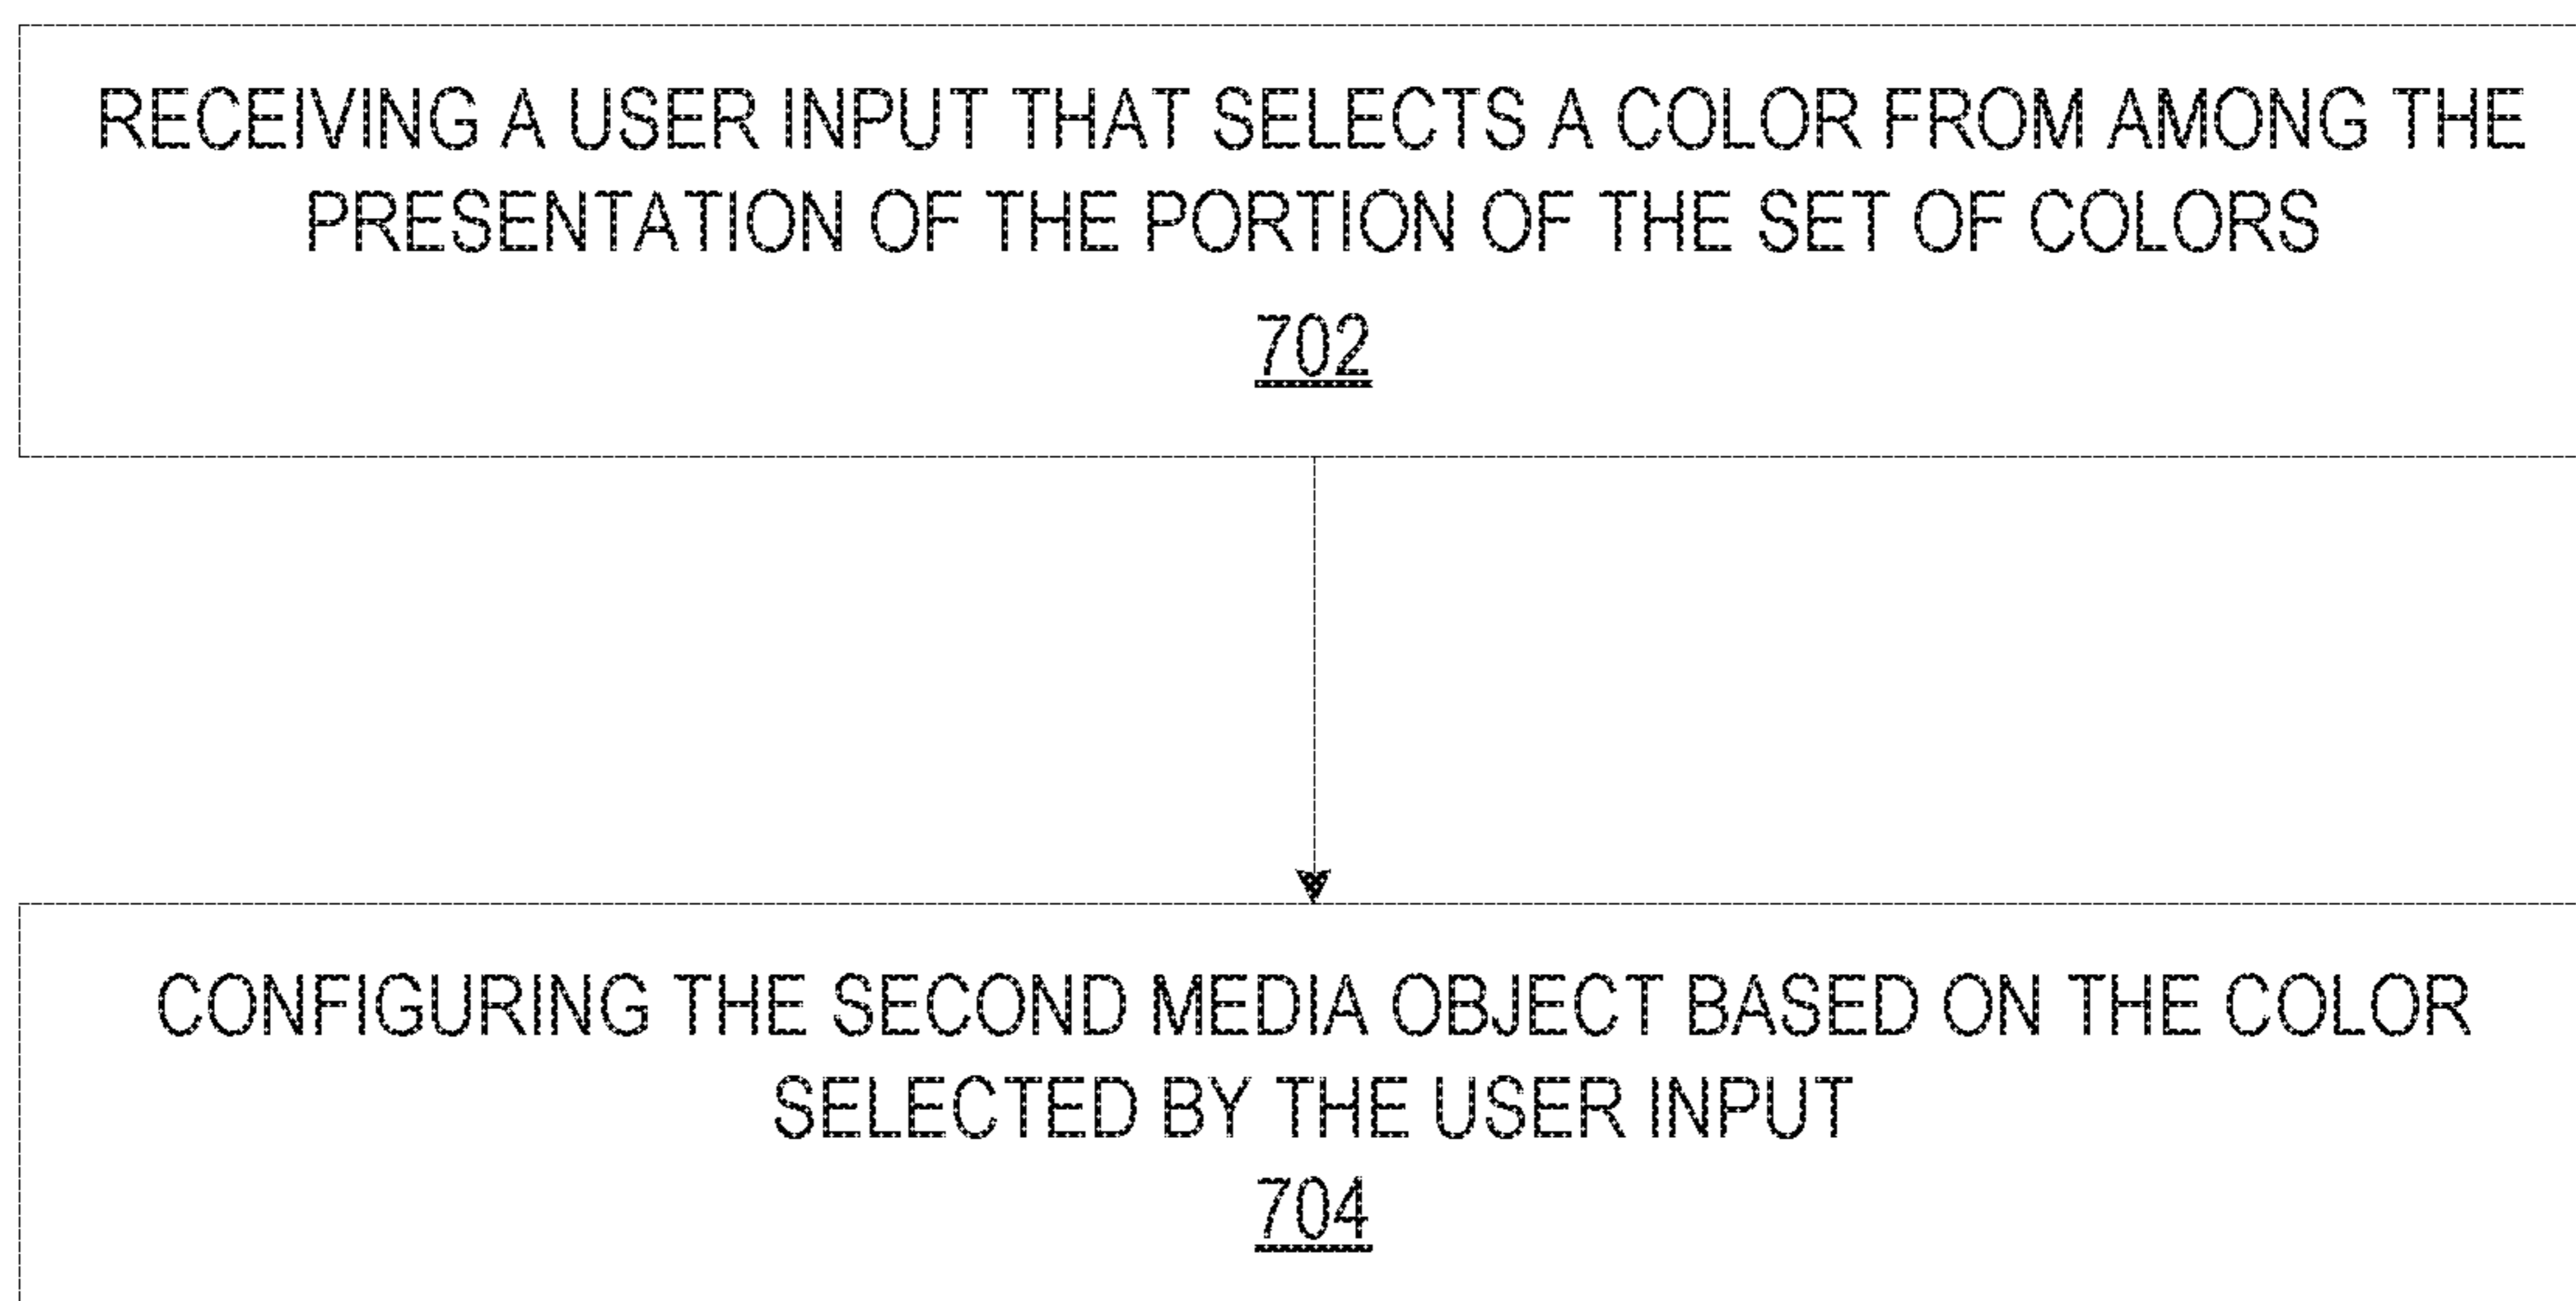 RECEIVING A USER INPUT THAT SELECTS A COLOR FROM AMONG THE
PRESENTATION OF THE PORTION OF THE SET OF COLORS
702
CONFIGURING THE SECOND MEDIA OBJECT BASED ON THE COLOR
SELECTED BY THE USER INPUT
704